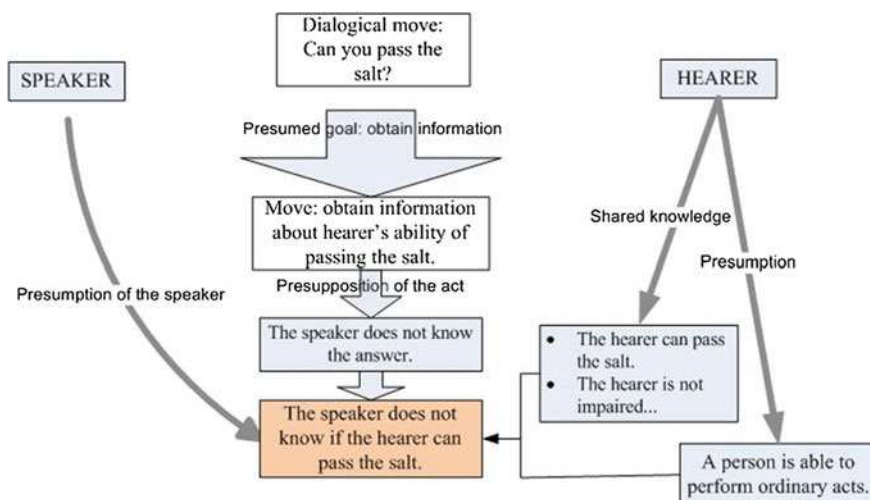 Dialogical move:
Can you pass the
salt?
SPEAKER
HEARER
Presumed goal: obtain information
Move: obtain information
about hearer's ability of
passing the salt.
Shared knowledge
Presumption
Presumption of the speaker
Presupposition of the act
The speaker does not know
the answer.
• The hearer can pass
the salt.
• The hearer is not
impaired...
The speaker does not
know if the hearer can
pass the salt.
A person is able to
perform ordinary acts.